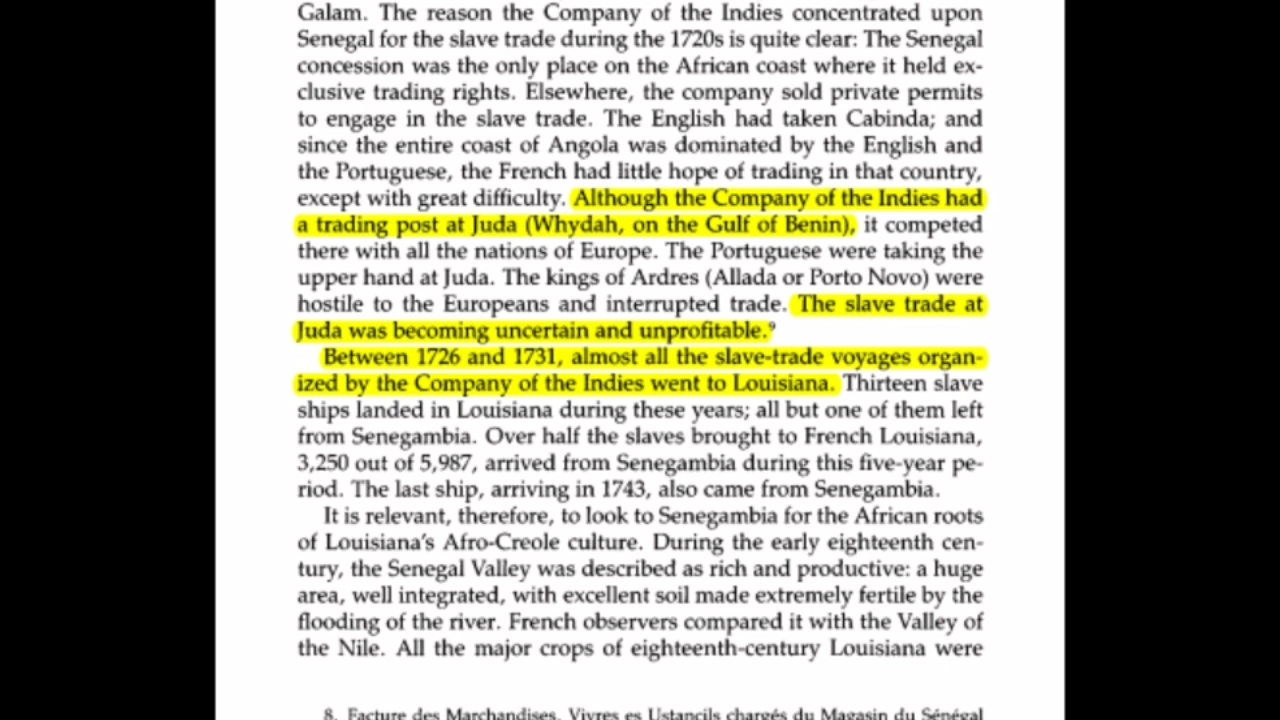 Galam. The reason the Company of the Indies concentrated upon
Senegal for the slave trade during the 1720s is quite clear: The Senegal
concession was the only place on the African coast where it held ex-
clusive trading rights. Elsewhere, the company sold private permits
to engage in the slave trade. The English had taken Cabinda; and
since the entire coast of Angola was dominated by the English and
the Portuguese, the French had little hope of trading in that country,
except with great difficulty. Although the Company of the Indies had
a trading post at Juda (Whydah, on the Gulf of Benin), it competed
there with all the nations of Europe. The Portuguese were taking the
upper hand at Juda. The kings of Ardres (Allada or Porto Novo) were
hostile to the Europeans and interrupted trade. The slave trade at
Juda was becoming uncertain and unprofitable.⁹
Between 1726 and 1731, almost all the slave-trade voyages organ-
ized by the Company of the Indies went to Louisiana. Thirteen slave
ships landed in Louisiana during these years; all but one of them left
from Senegambia. Over half the slaves brought to French Louisiana,
3,250 out of 5,987, arrived from Senegambia during this five-year pe-
riod. The last ship, arriving in 1743, also came from Senegambia.
It is relevant, therefore, to look to Senegambia for the African roots
of Louisiana's Afro-Creole culture. During the early eighteenth cen-
tury, the Senegal Valley was described as rich and productive: a huge
area, well integrated, with excellent soil made extremely fertile by the
flooding of the river. French observers compared it with the Valley of
the Nile. All the major crops of eighteenth-century Louisiana were
8. Facture des Marchandises, Vivres es Ustancils chargés du Magasin du Sénégal